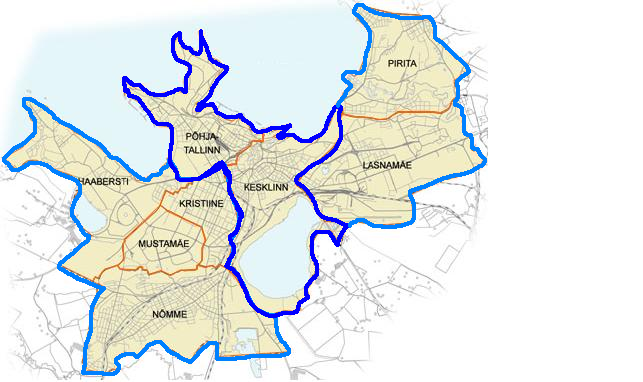 PIRITA
PÕHJA-
TALLINN
LASNAMÄE
HAABERSTI
KESKLINN
KRISTIINE
MUSTAMÄE
NÕMME